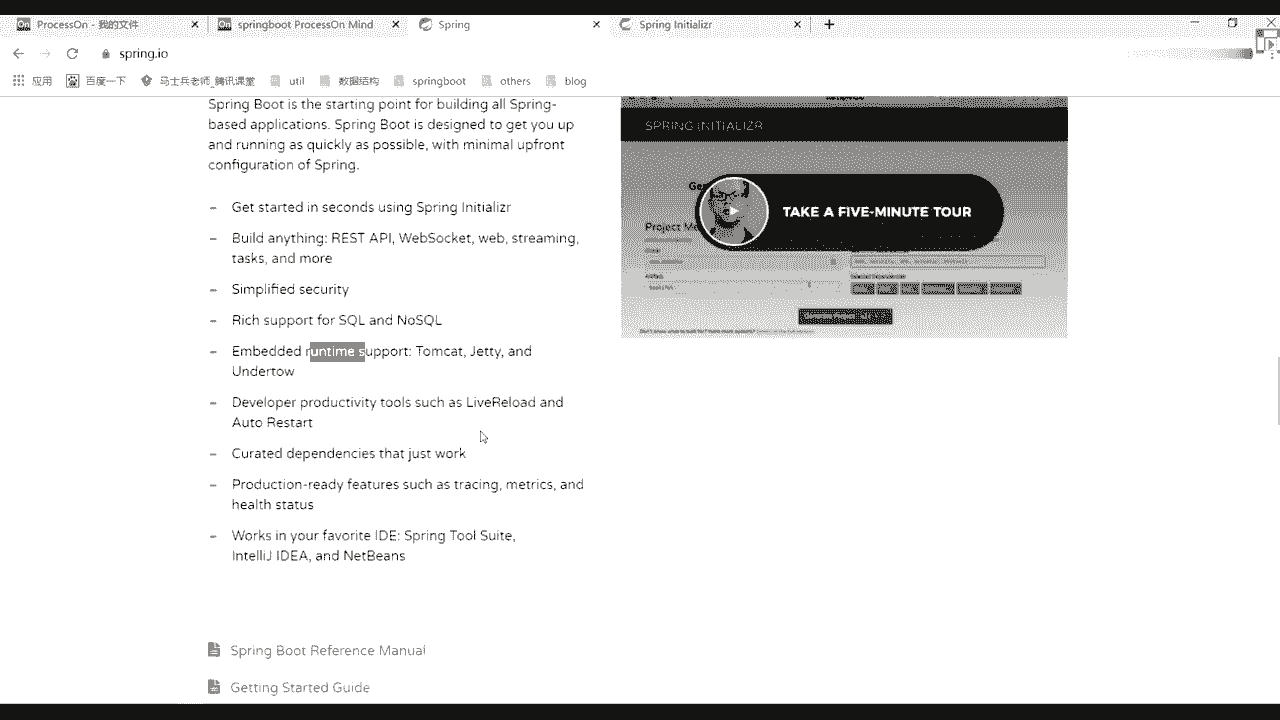 ProcessOn - 我的文件
springboot ProcessOn Mind
Spring
Spring Initializr
spring.io
应用
百度一下
马士兵老师_腾讯课堂
util
数据结构
springboot
others
blog
Spring Boot is the starting point for building all Spring-
based applications. Spring Boot is designed to get you up
and running as quickly as possible, with minimal upfront
configuration of Spring.
Get started in seconds using Spring Initializr
Build anything: REST API, WebSocket, web, streaming,
tasks, and more
Simplified security
Rich support for SQL and NoSQL
Embedded runtime support: Tomcat, Jetty, and
Undertow
Developer productivity tools such as LiveReload and
Auto Restart
Curated dependencies that just work
Production-ready features such as tracing, metrics, and
health status
Works in your favorite IDE: Spring Tool Suite,
IntelliJ IDEA, and NetBeans
Spring Boot Reference Manual
Getting Started Guide
SPRING INITIALIZR
TAKE A FIVE-MINUTE TOUR